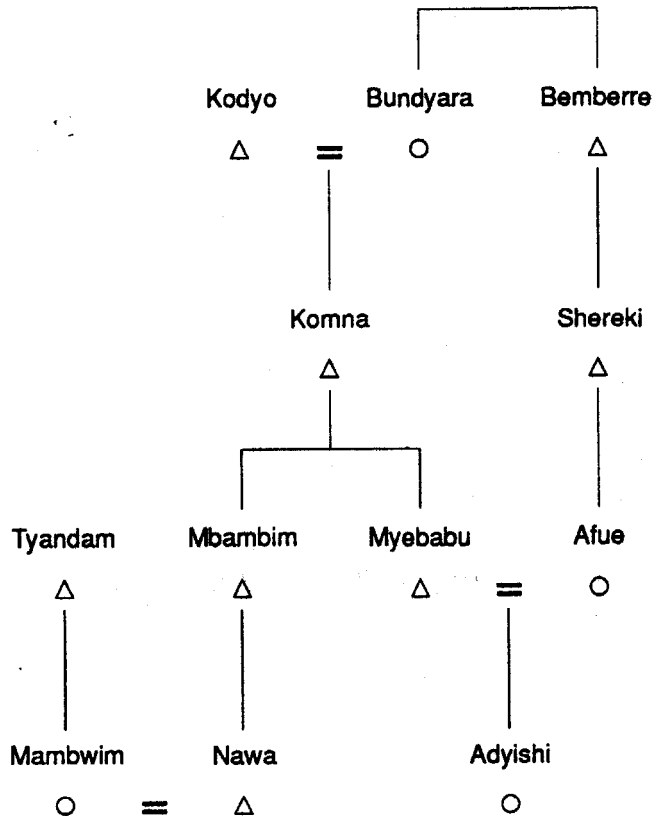 Kodyo Bundyara Bemberre
Komna Shereki
Tyandam Mbambim Myebabu Afue
Mambwim Nawa Adyishi